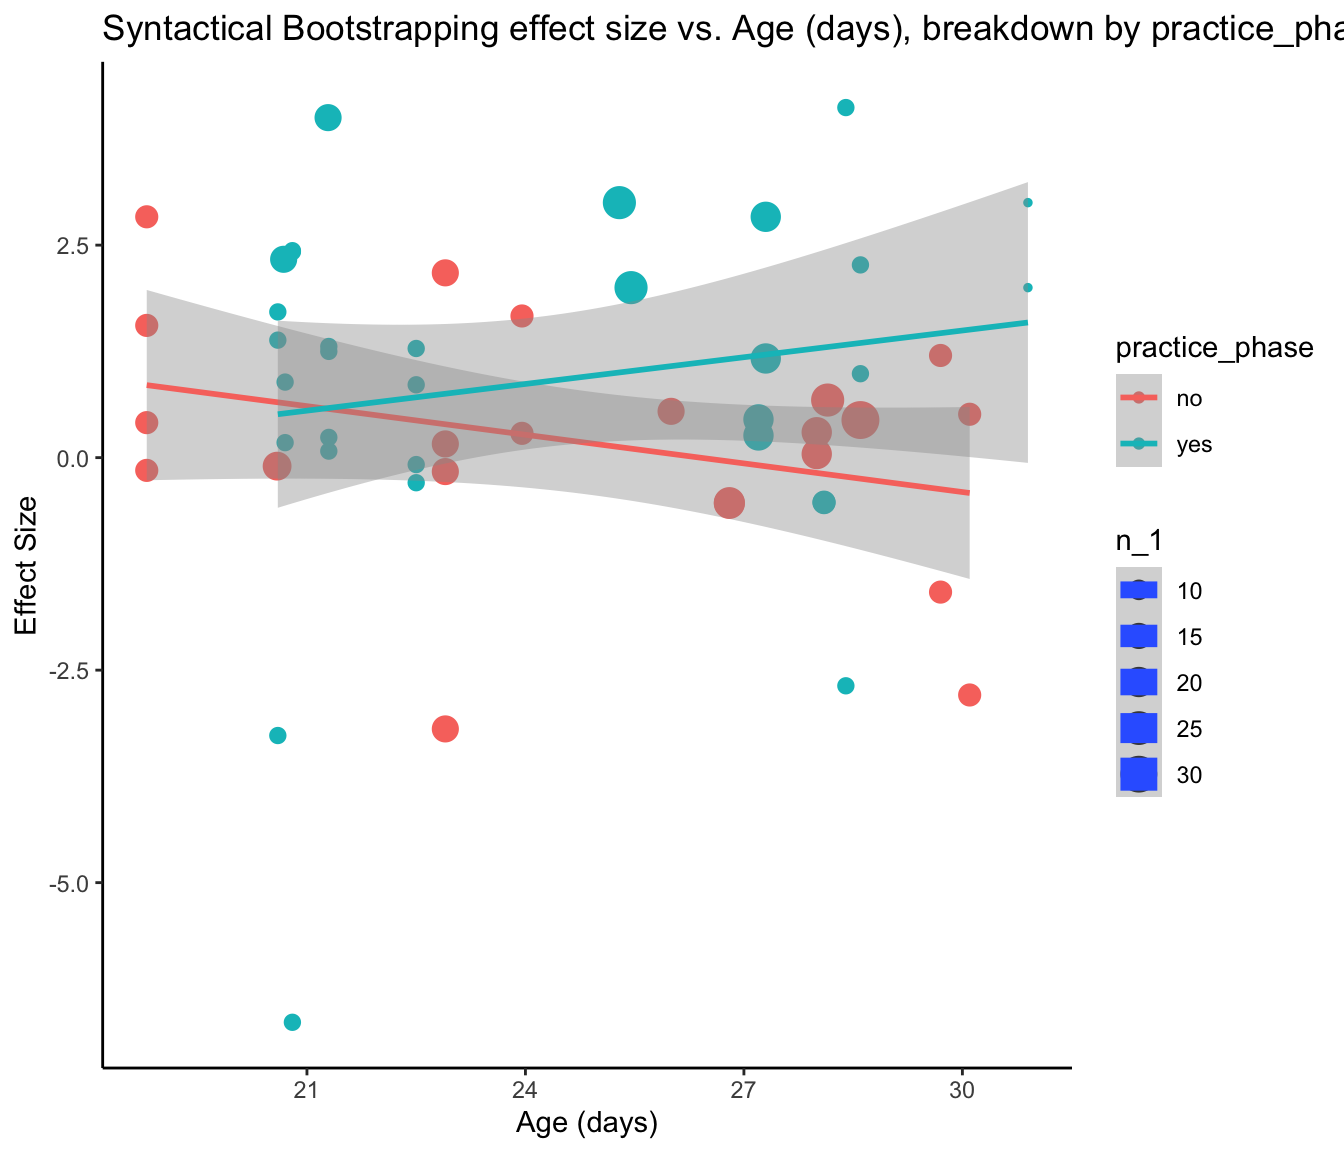 Syntactical Bootstrapping effect size vs. Age (days), breakdown by practice_pha
2.5
0.0
-2.5
-5.0
Effect Size
21 24 27 30
Age (days)
practice_phase
no
yes
n_1
10
15
20
25
30